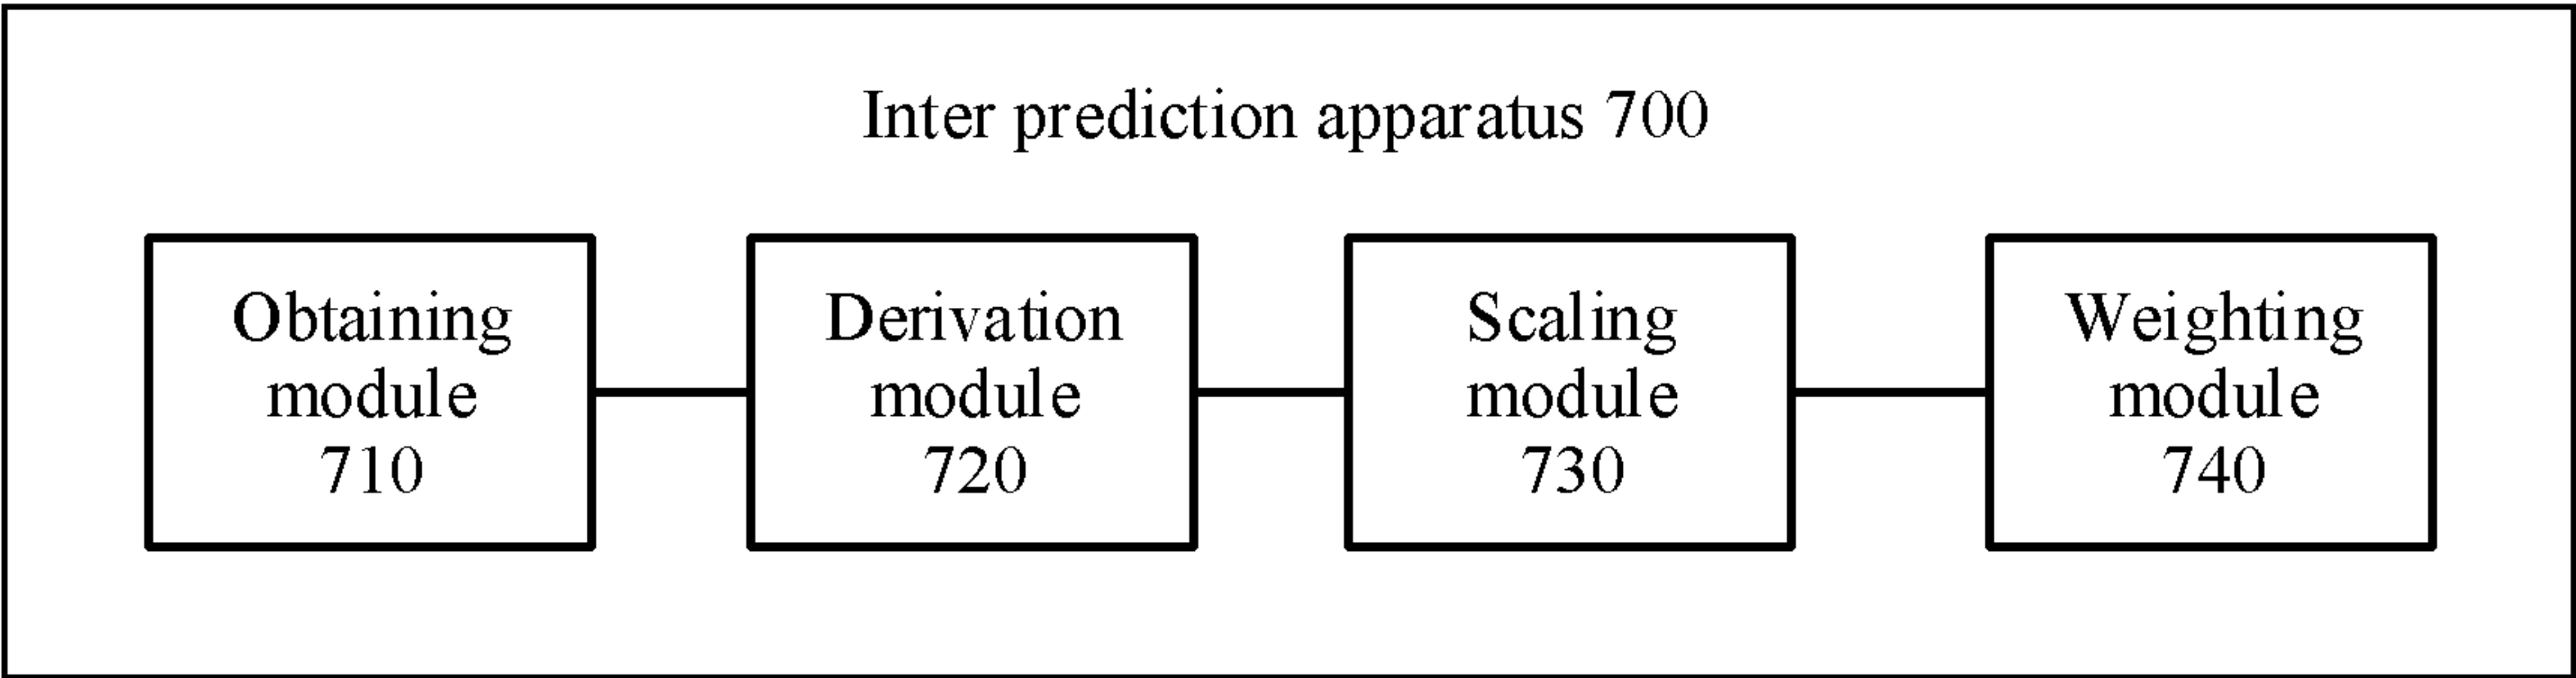 Inter prediction apparatus 700
Obtaining
module
710
Derivation
module
720
Scaling
module
730
Weighting
module
740